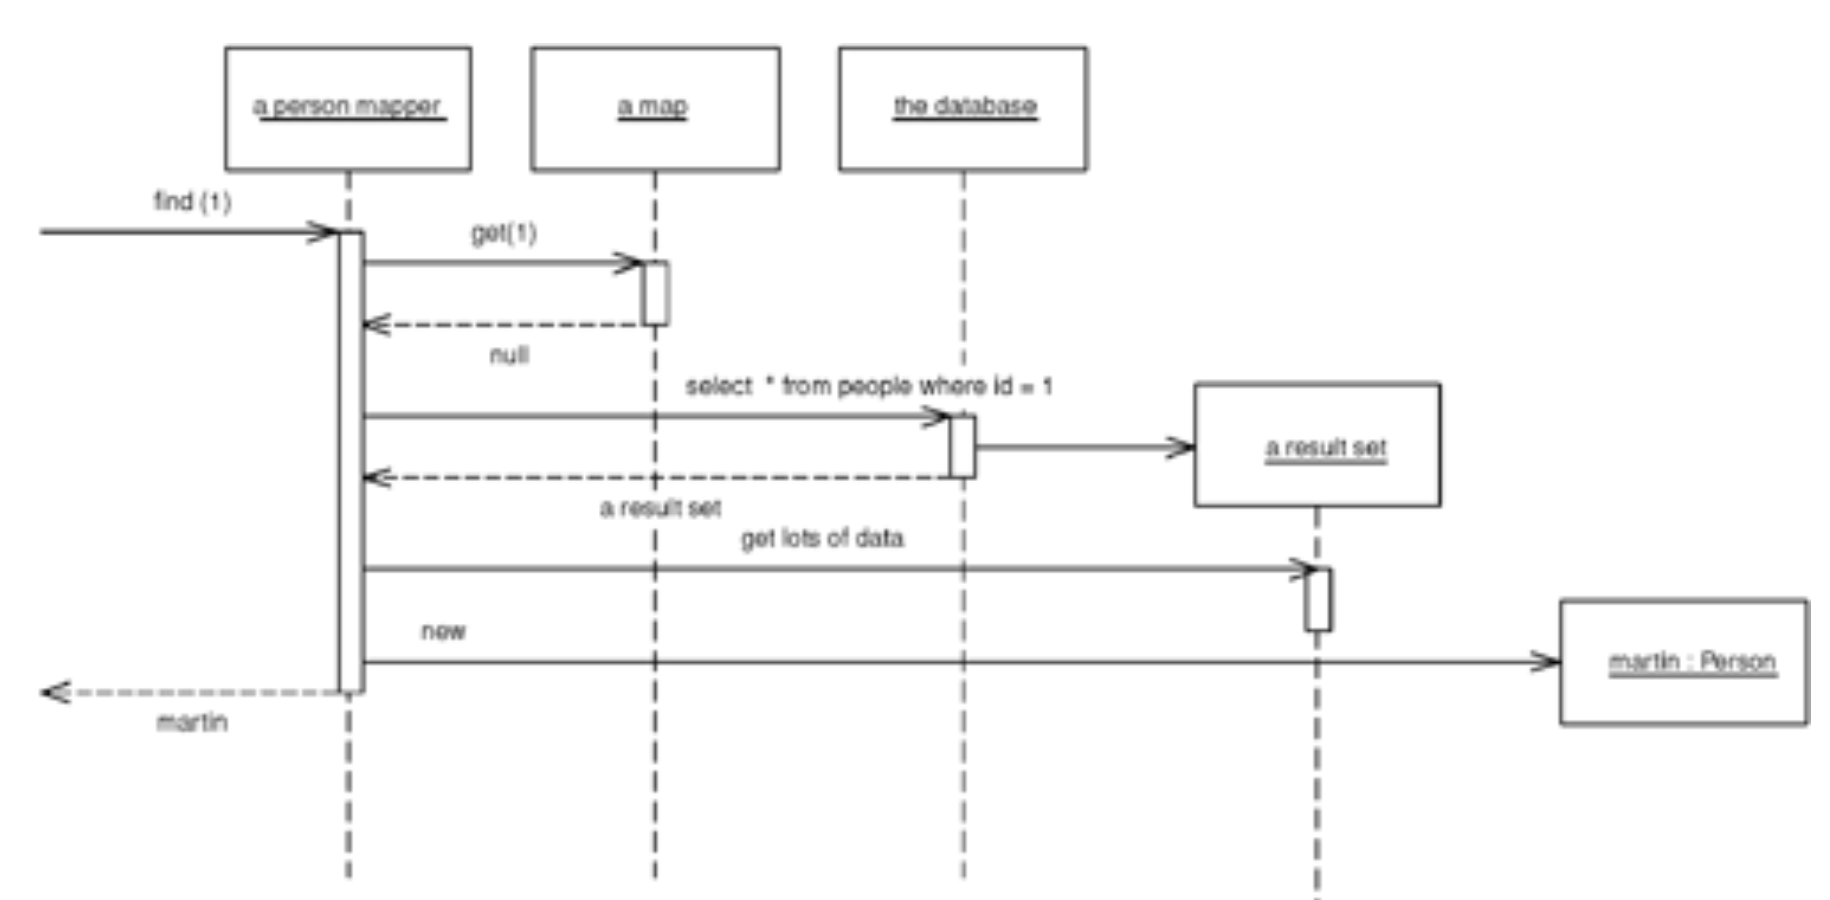 a person mapper
a map
the database
find (1)
get(1)
null
select * from people where id = 1
a result set
a result set
get lots of data
new
martin : Person
martin